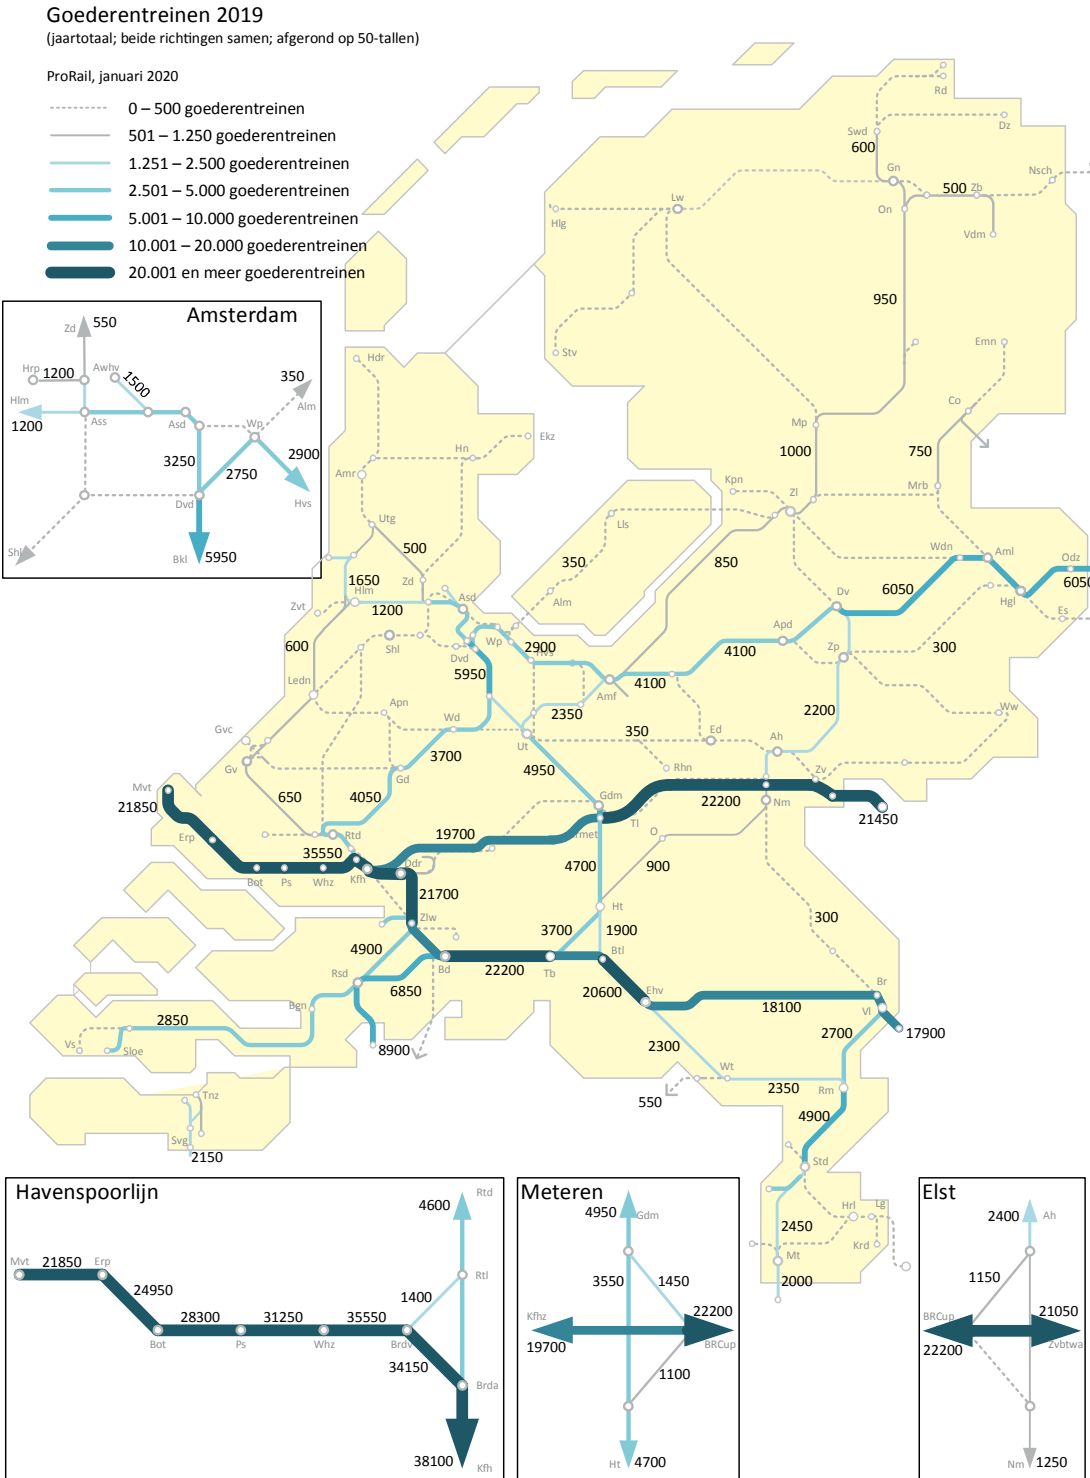 Goederentreinen 2019
(jaartotaal; beide richtingen samen; afgerond op 50-tallen)
ProRail, januari 2020
0 – 500 goederentreinen
501 – 1.250 goederentreinen
1.251 – 2.500 goederentreinen
2.501 – 5.000 goederentreinen
5.001 – 10.000 goederentreinen
10.001 – 20.000 goederentreinen
20.001 en meer goederentreinen
Rd
Dz
Swd
600
Gn
Nsch
500
Zb
On
Vdm
Lw
Hlg
Stv
950
Emn
Co
750
Mrb
Mp
1000
Kpn
Zl
Amsterdam
Zd
550
Hrp
1200
Awhv
1500
350
Alm
Hlm
1200
Ass
Asd
Wp
3250
2750
2900
Hvs
Dvd
Shl
Bkl
5950
Hdr
Ekz
Hn
Amr
Utg
500
Zd
1650
Hlm
Zvt
1200
Asd
Lls
350
Alm
850
Wdn
Aml
Odz
6050
6050
Hgl
Es
Dv
Apd
4100
Zp
300
600
Shl
Dvd
Wp
2900
Hvs
5950
Ledn
Amf
4100
2350
2200
Ww
Apn
Wd
Gvc
Gv
3700
Gd
Ut
350
Ed
Ah
4950
Rhn
Zv
Mvt
21850
650
4050
Gdm
22200
Nm
21450
Erp
Rtd
19700
Tl
O
35550
Bot
Ps
Whz
Kfh
Ddr
4700
900
21700
Zlw
Ht
300
3700
1900
4900
Btl
Rsd
6850
Bd
22200
Tb
20600
Ehv
Br
18100
Vl
Bgn
2850
Vs
Sloe
8900
2300
2700
17900
Wt
2350
Rm
550
4900
Tnz
Svg
2150
Std
2450
Hrl
Lg
Krd
Mt
2000
Havenspoorlijn
Rtd
4600
Mvt
21850
Erp
24950
Rtl
28300
31250
35550
1400
Bot
Ps
Whz
Brdv
34150
Brda
38100
Kfh
Meteren
4950
Gdm
3550
1450
Kfhz
22200
19700
BRCup
1100
Ht
4700
Elst
2400
Ah
1150
BRCup
21050
22200
Zvbtwa
Nm
1250